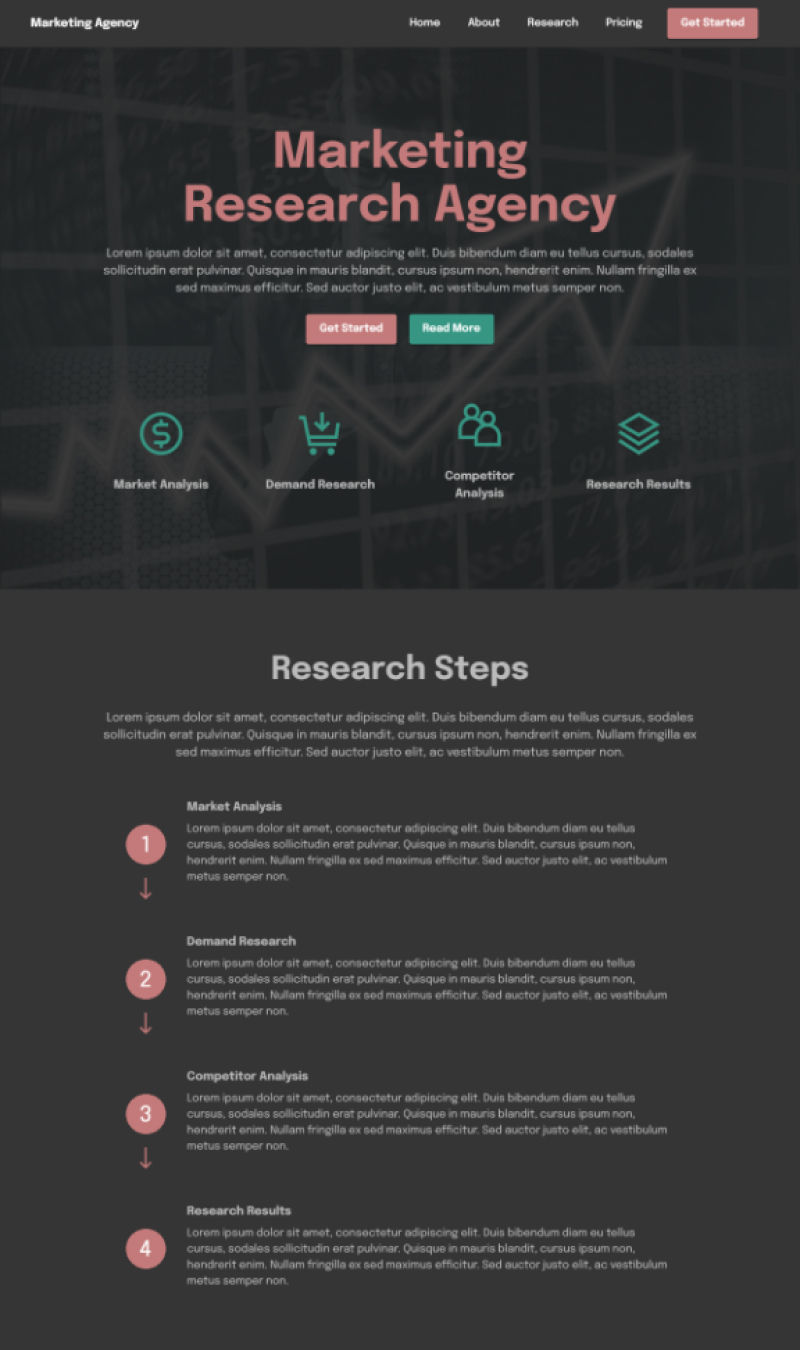 Marketing Agency
Home About Research Pricing Get Started
Marketing
Research Agency
Lorem ipsum dolor sit amet, consectetur adipiscing elit. Duis bibendum diam eu tellus cursus, sodales
sollicitudin erat pulvinar. Quisque in mauris blandit, cursus ipsum non, hendrerit enim. Nullam fringilla ex
sed maximus efficitur. Sed auctor justo elit, ac vestibulum metus semper non.
Get Started Read More
Market Analysis
Demand Research
Competitor
Analysis
Research Results
Research Steps
Lorem ipsum dolor sit amet, consectetur adipiscing elit. Duis bibendum diam eu tellus cursus, sodales
sollicitudin erat pulvinar. Quisque in mauris blandit, cursus ipsum non, hendrerit enim. Nullam fringilla ex
sed maximus efficitur. Sed auctor justo elit, ac vestibulum metus semper non.
1
Market Analysis
Lorem ipsum dolor sit amet, consectetur adipiscing elit. Duis bibendum diam eu tellus
cursus, sodales sollicitudin erat pulvinar. Quisque in mauris blandit, cursus ipsum non,
hendrerit enim. Nullam fringilla ex sed maximus efficitur. Sed auctor justo elit, ac vestibulum
metus semper non.
2
Demand Research
Lorem ipsum dolor sit amet, consectetur adipiscing elit. Duis bibendum diam eu tellus
cursus, sodales sollicitudin erat pulvinar. Quisque in mauris blandit, cursus ipsum non,
hendrerit enim. Nullam fringilla ex sed maximus efficitur. Sed auctor justo elit, ac vestibulum
metus semper non.
3
Competitor Analysis
Lorem ipsum dolor sit amet, consectetur adipiscing elit. Duis bibendum diam eu tellus
cursus, sodales sollicitudin erat pulvinar. Quisque in mauris blandit, cursus ipsum non,
hendrerit enim. Nullam fringilla ex sed maximus efficitur. Sed auctor justo elit, ac vestibulum
metus semper non.
4
Research Results
Lorem ipsum dolor sit amet, consectetur adipiscing elit. Duis bibendum diam eu tellus
cursus, sodales sollicitudin erat pulvinar. Quisque in mauris blandit, cursus ipsum non,
hendrerit enim. Nullam fringilla ex sed maximus efficitur. Sed auctor justo elit, ac vestibulum
metus semper non.